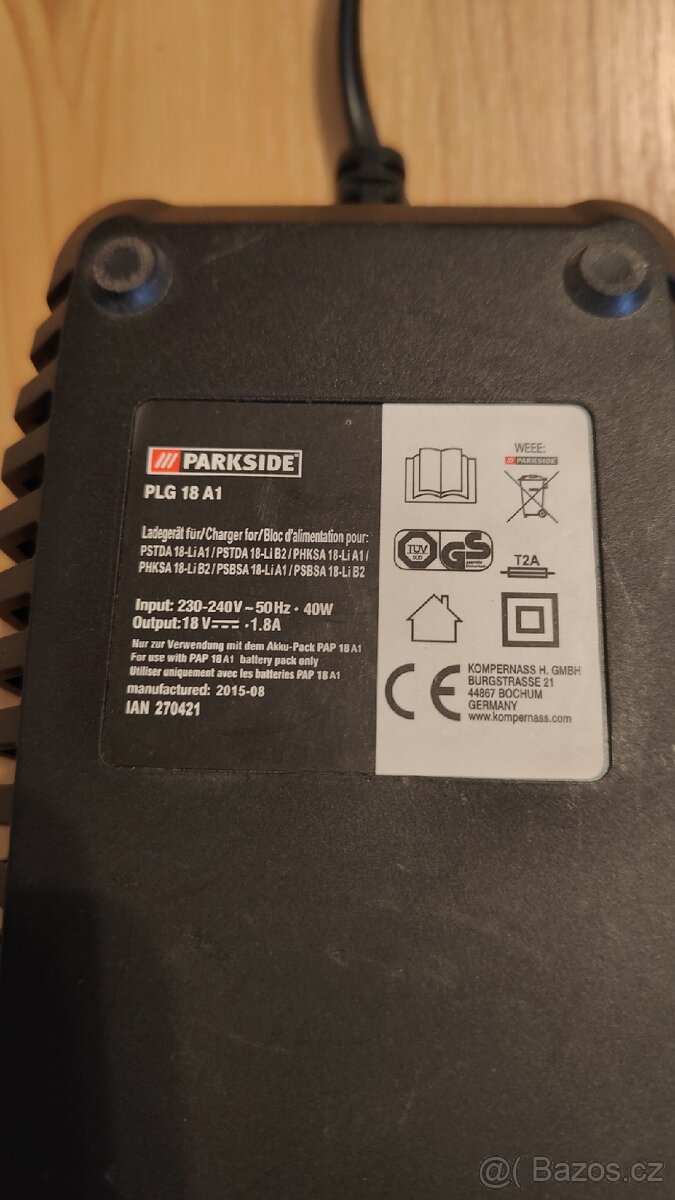 /// PARKSIDE
PLG 18 A1
Ladegerät für/Charger for/Bloc d'alimentation pour:
PSTDA 18-Li A1/PSTDA 18-Li B2/PHKSA 18-Li A1/
PHKSA 18-Li B2/PSBSA 18-Li A1/PSBSA 18-Li B2
Input: 230-240V ~ 50Hz • 40W
Output: 18 V ⎓ • 1.8A
Nur zur Verwendung mit dem Akku-Pack PAP 18 A1
For use with PAP 18 A1 battery pack only
Utiliser uniquement avec les batteries PAP 18 A1
manufactured: 2015-08
IAN 270421
WEEE:
/// PARKSIDE
TÜV
SÜD
GS
geprüfte
Sicherheit
T2A
CE
KOMPERNASS H. GMBH
BURGSTRASSE 21
44867 BOCHUM
GERMANY
www.kompernass.com
@( Bazos.cz